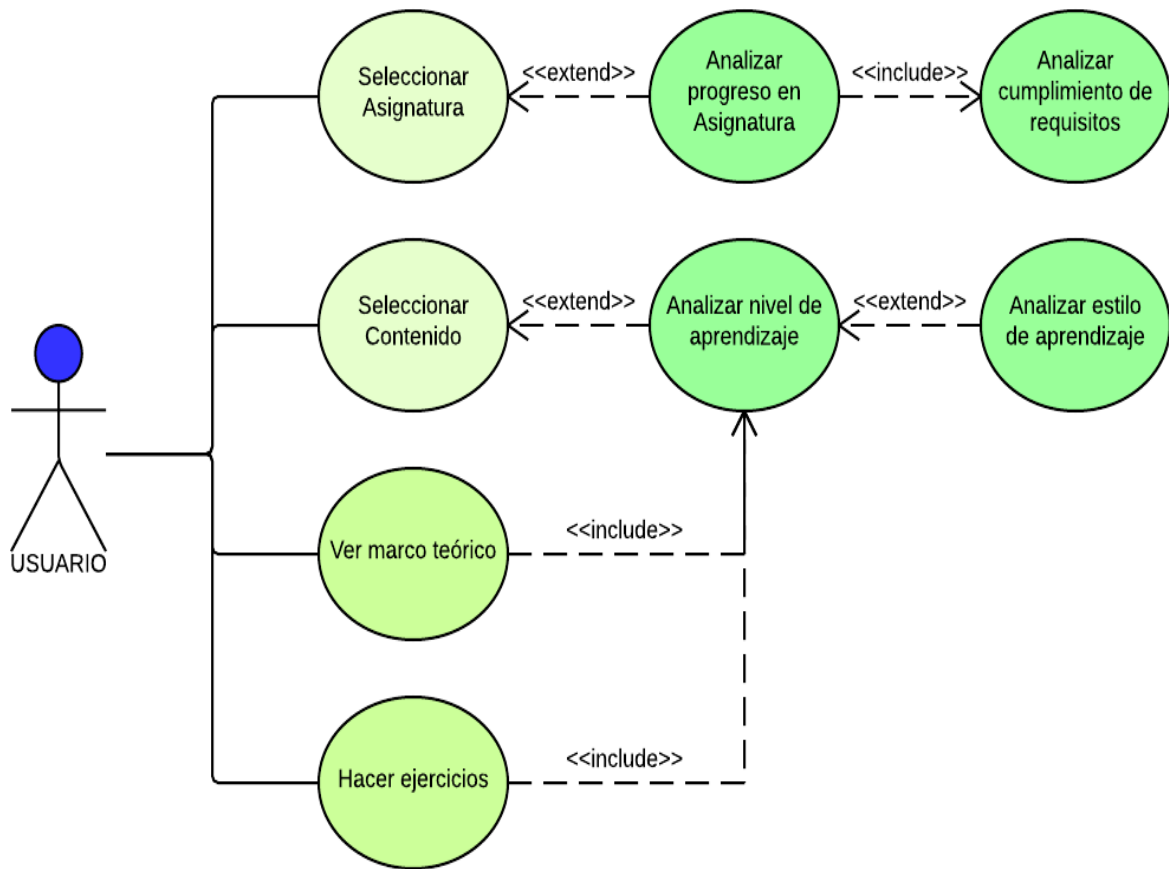 Seleccionar
Asignatura
<<extend>>
Analizar
progreso en
Asignatura
<<include>>
Analizar
cumplimiento de
requisitos
Seleccionar
Contenido
<<extend>>
Analizar nivel de
aprendizaje
<<extend>>
Analizar estilo
de aprendizaje
USUARIO
Ver marco teórico
<<include>>
Hacer ejercicios
<<include>>